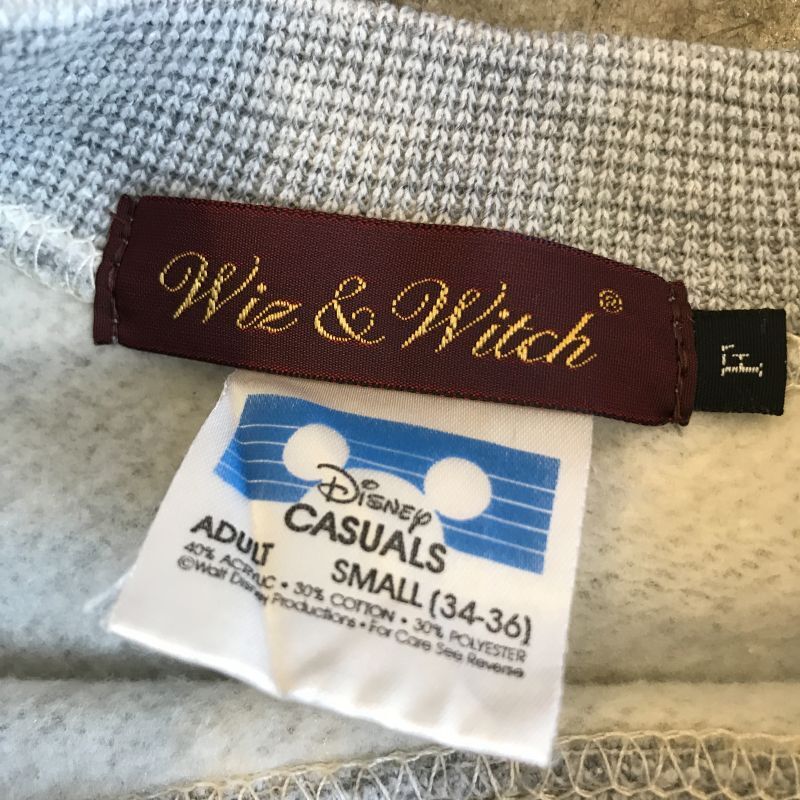 Wiz & Witch ®
F
Disney
CASUALS
ADULT SMALL (34-36)
40% ACRYLIC • 30% COTTON • 30% POLYESTER
©Walt Disney Productions • For Care See Reverse